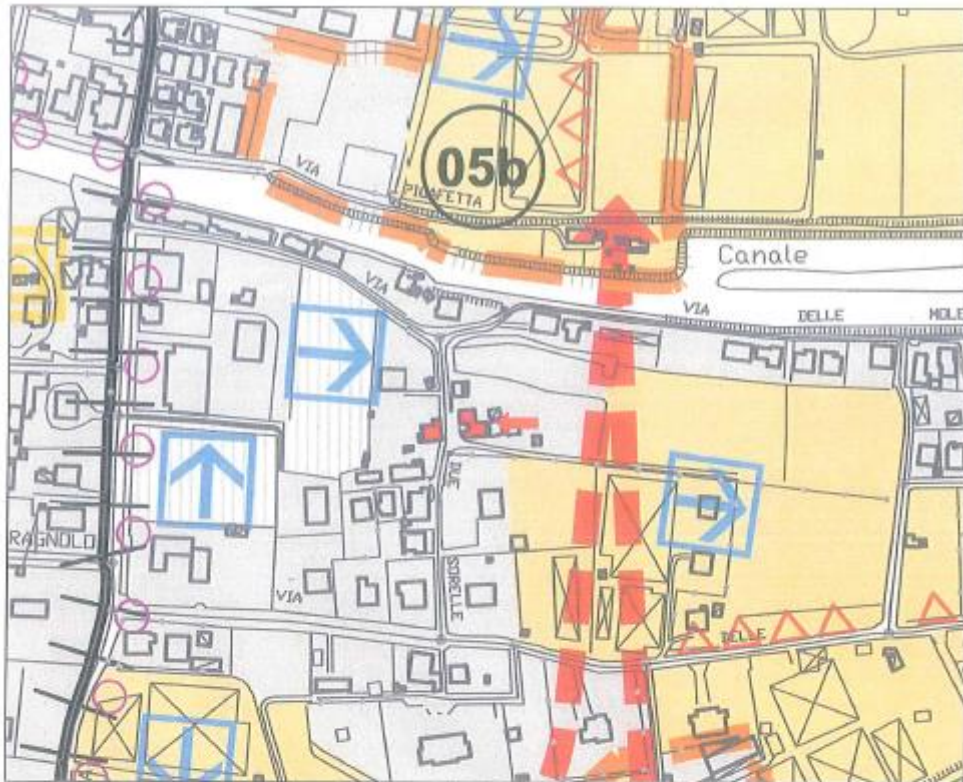 VIA
PIGAFETTA
05b
Canale
VIA
VIA
DELLE
MOLE
RAGNOLO
DUE
SORELLE
VIA
DELLE